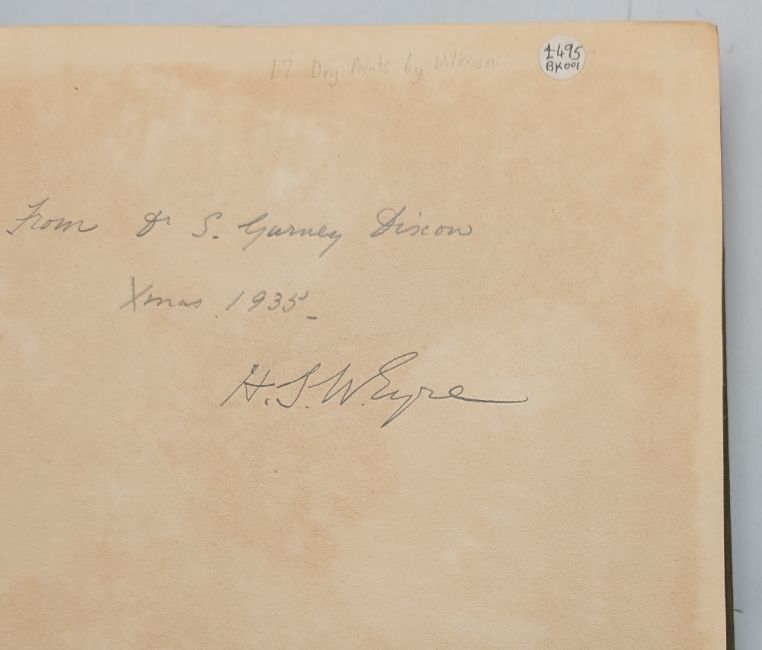 12 Dry Points by Wilkinson
£495
BK001
From Dr S. Gurney Dixon
Xmas 1935
H.S.W. Eyre